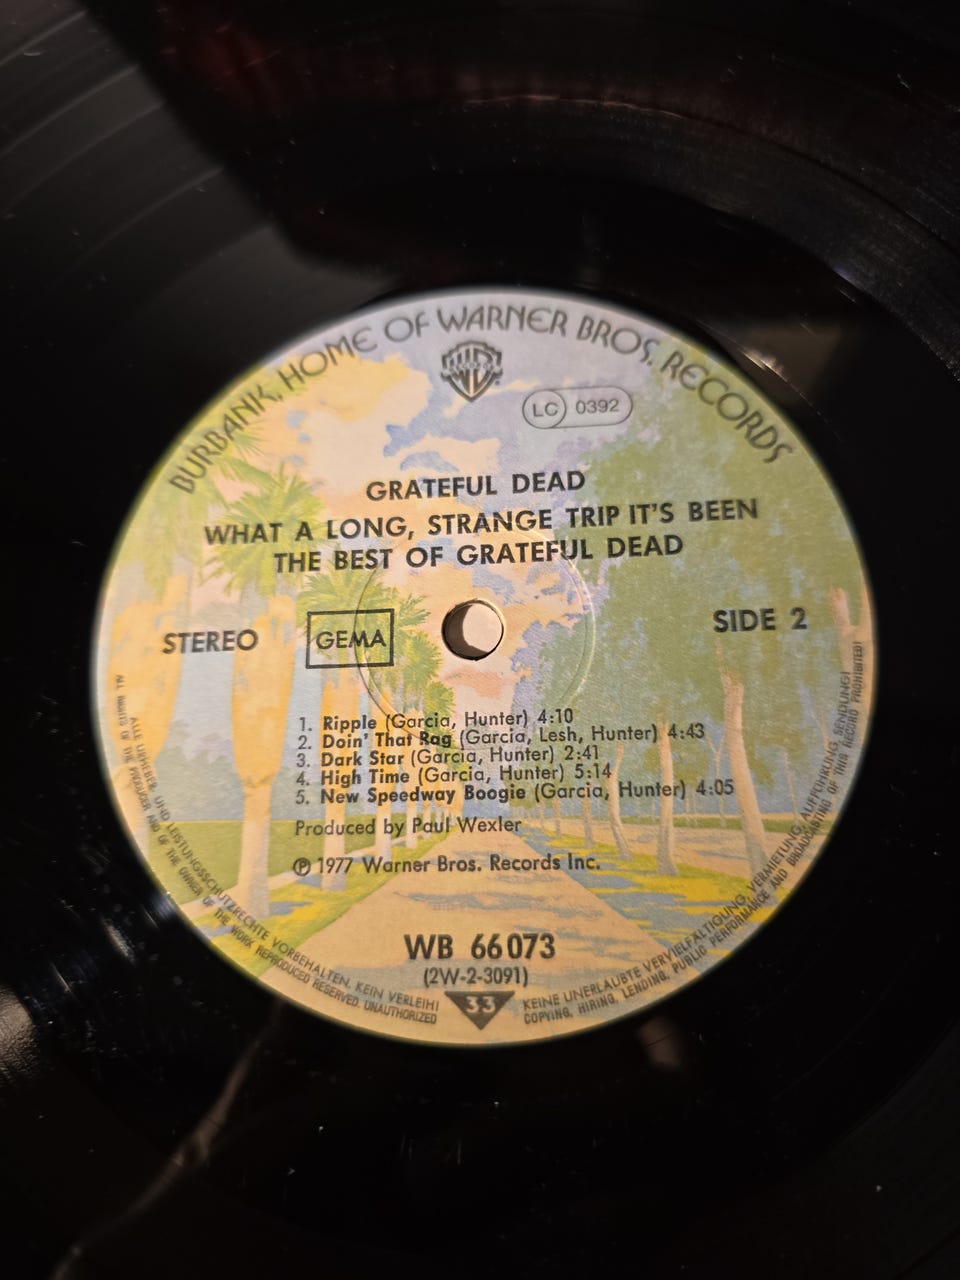 BURBANK, HOME OF WARNER BROS. RECORDS
LC 0392
GRATEFUL DEAD
WHAT A LONG, STRANGE TRIP IT'S BEEN
THE BEST OF GRATEFUL DEAD
STEREO
GEMA
SIDE 2
1. Ripple (Garcia, Hunter) 4:10
2. Doin' That Rag (Garcia, Lesh, Hunter) 4:43
3. Dark Star (Garcia, Hunter) 2:41
4. High Time (Garcia, Hunter) 5:14
5. New Speedway Boogie (Garcia, Hunter) 4:05
Produced by Paul Wexler
℗ 1977 Warner Bros. Records Inc.
WB 66 073
(2W-2-3091)
33
ALLE URHEBER- UND LEISTUNGSSCHUTZRECHTE VORBEHALTEN. KEIN VERLEIH! KEINE UNERLAUBTE VERVIELFÄLTIGUNG, VERMIETUNG, AUFFÜHRUNG, SENDUNG!
ALL RIGHTS OF THE PRODUCER AND OF THE OWNER OF THE WORK REPRODUCED RESERVED. UNAUTHORIZED COPYING, HIRING, LENDING, PUBLIC PERFORMANCE AND BROADCASTING OF THIS RECORD PROHIBITED!